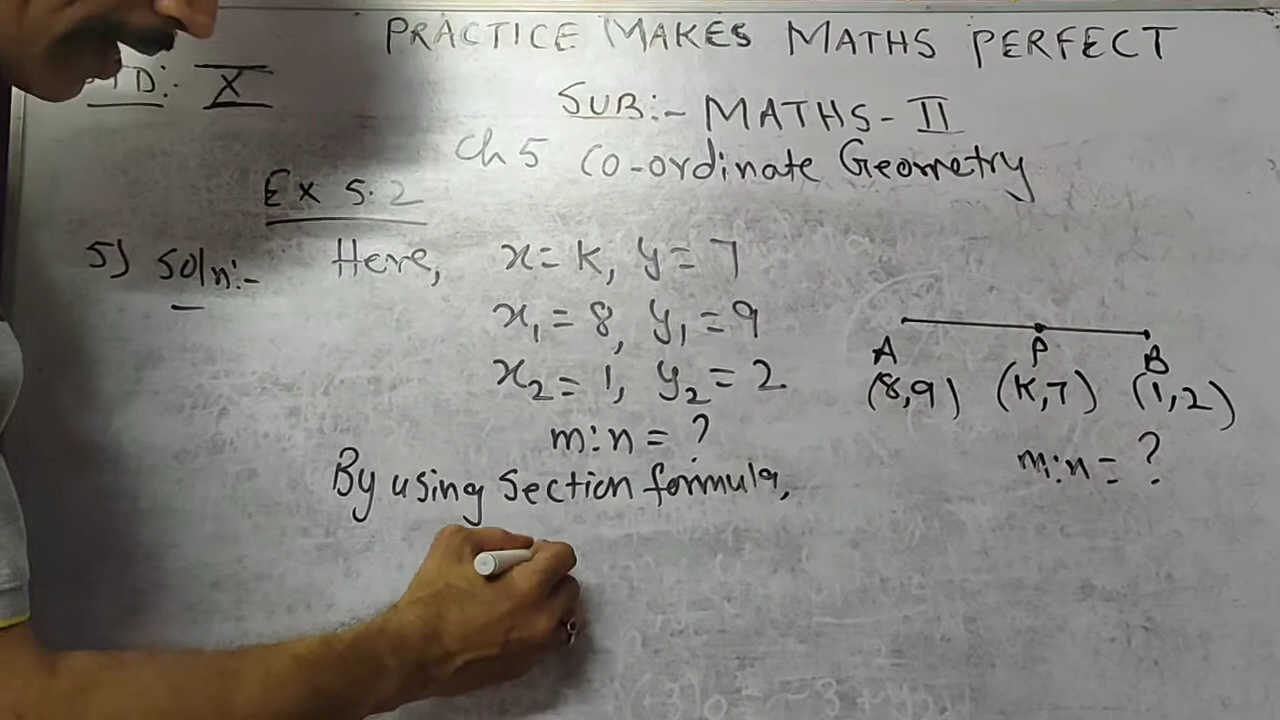 PRACTICE MAKES MATHS PERFECT
TD:- X
SUB:- MATHS-II
Ch 5 Co-ordinate Geometry
Ex 5.2
5) Soln:- Here, x=k, y=7
x₁=8, y₁=9
x₂=1, y₂=2
m:n=?
By using Section formula,
A P B
(8,9) (k,7) (1,2)
m:n=?